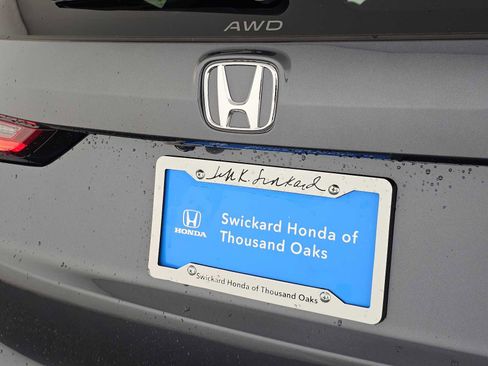 AWD
Swickard Honda of
Thousand Oaks
HONDA
Swickard Honda of Thousand Oaks